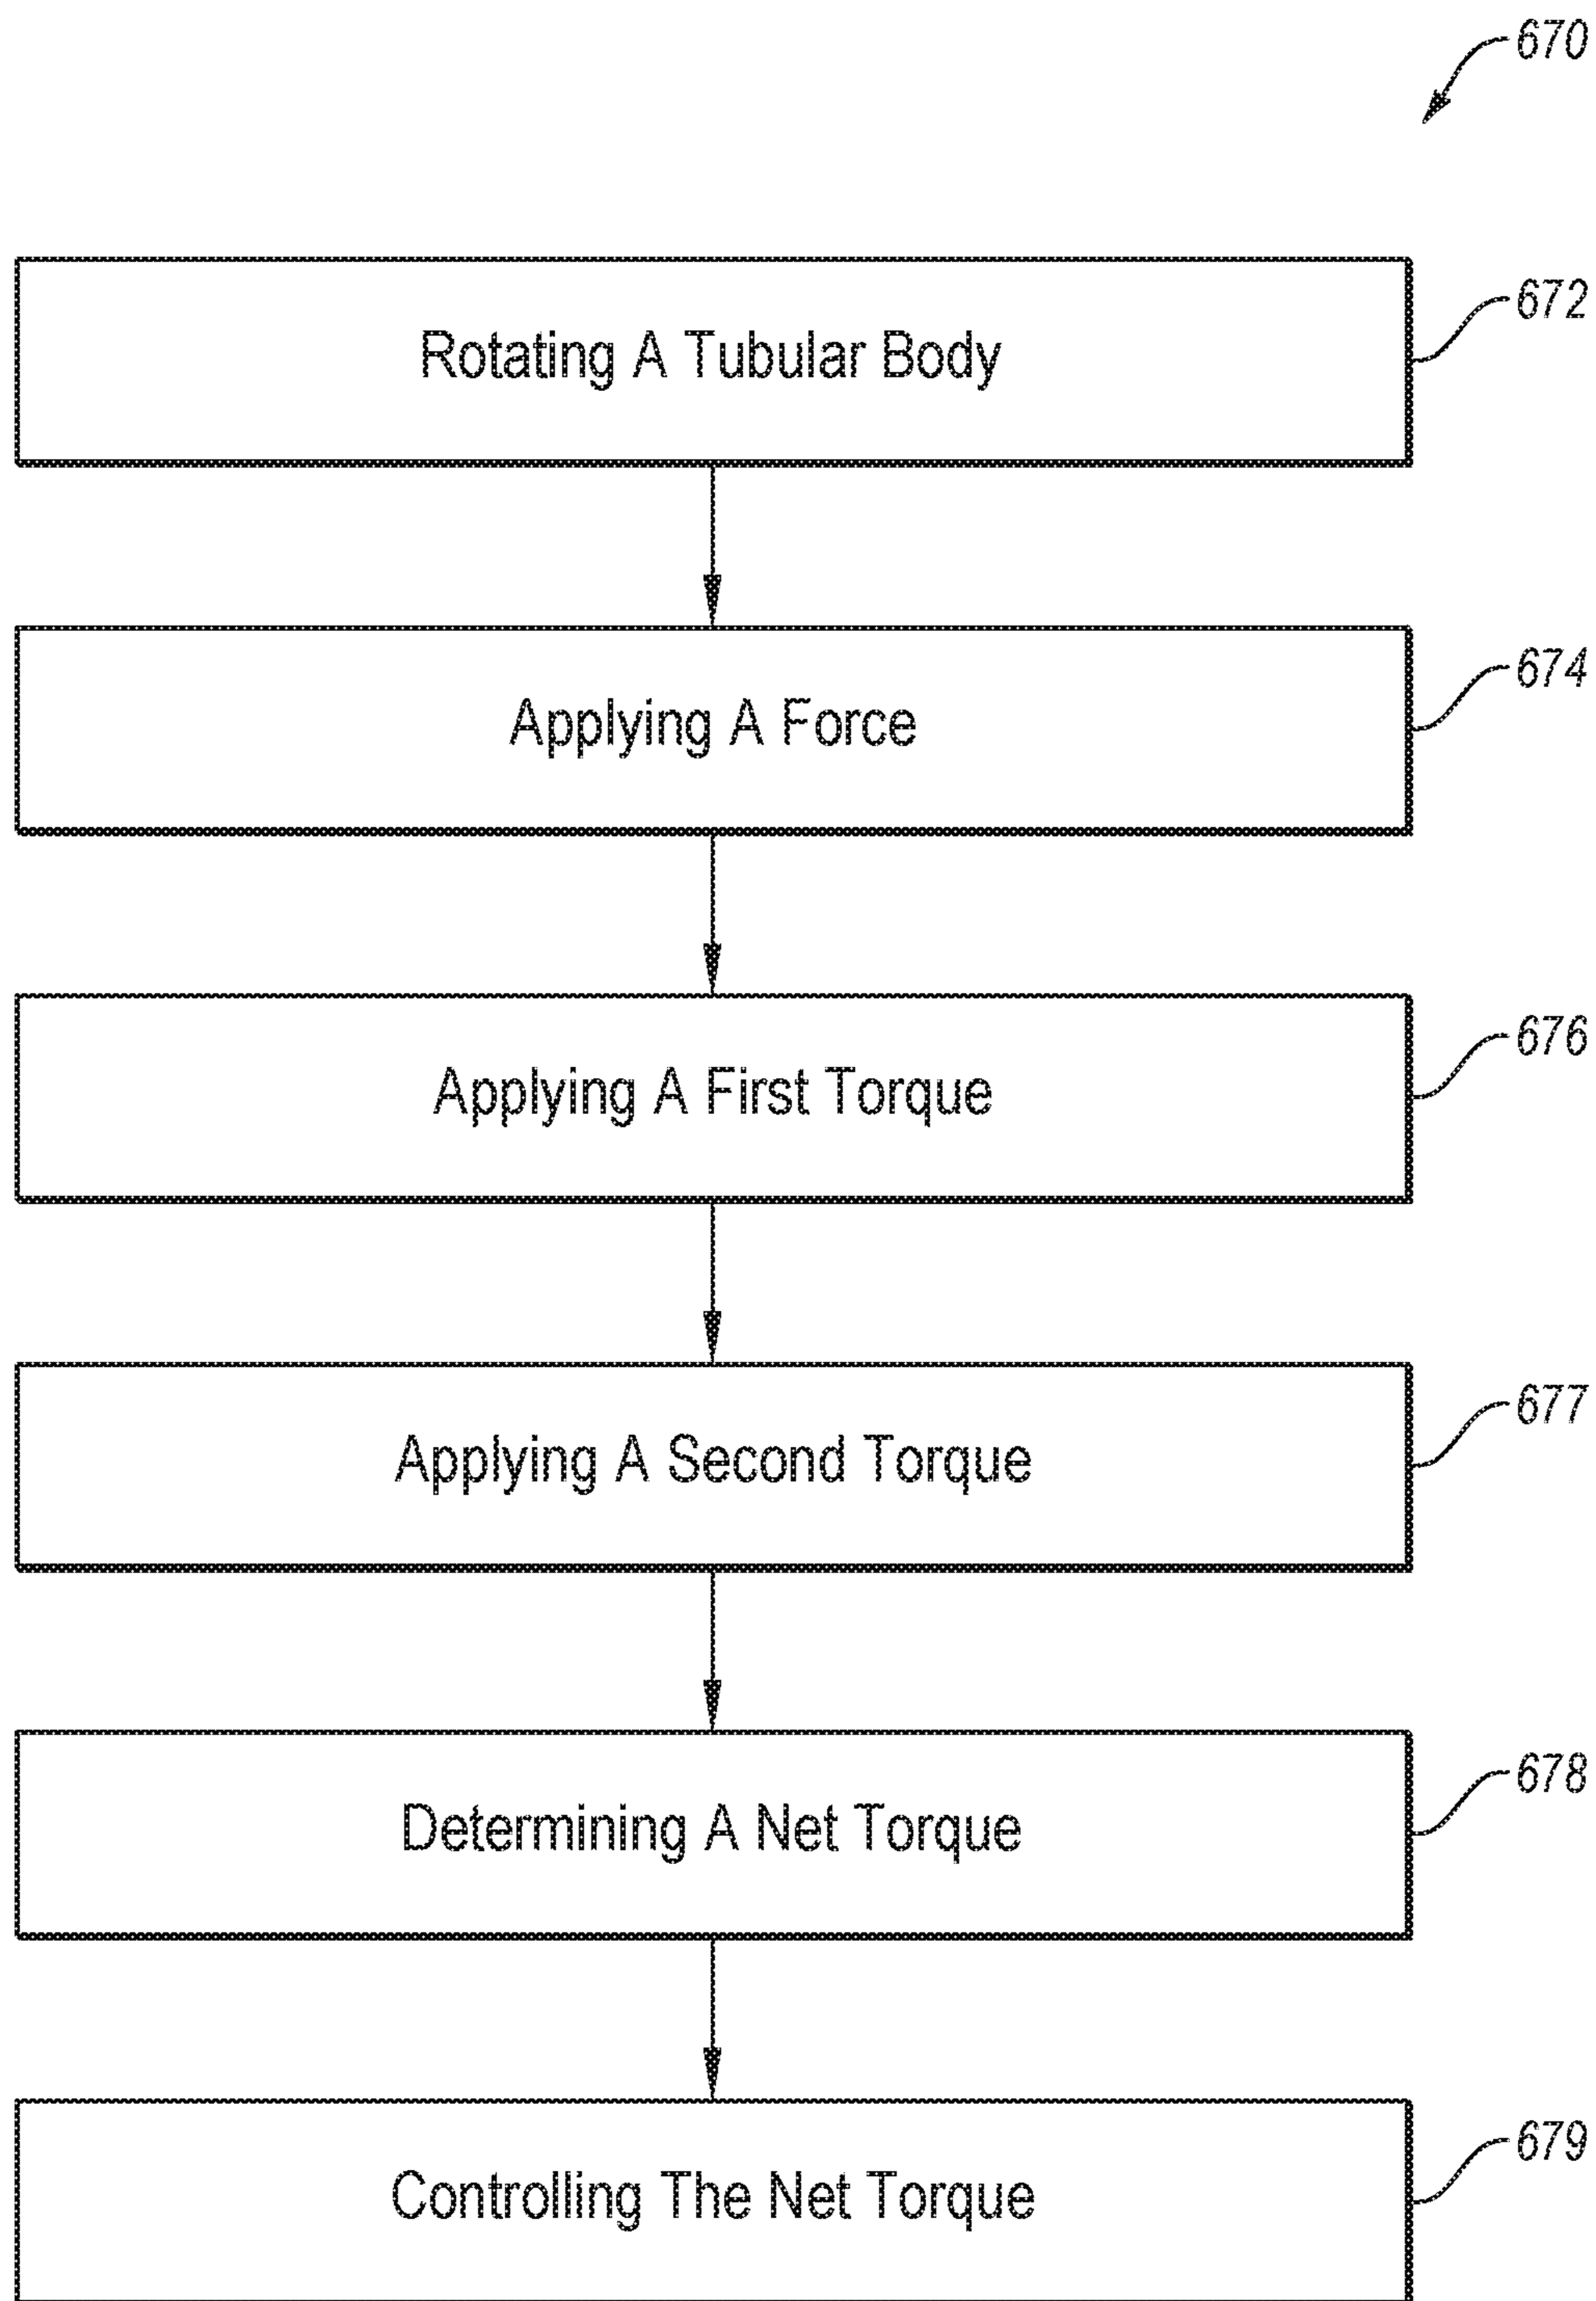 670
Rotating A Tubular Body
672
Applying A Force
674
Applying A First Torque
676
Applying A Second Torque
677
Determining A Net Torque
678
Controlling The Net Torque
679